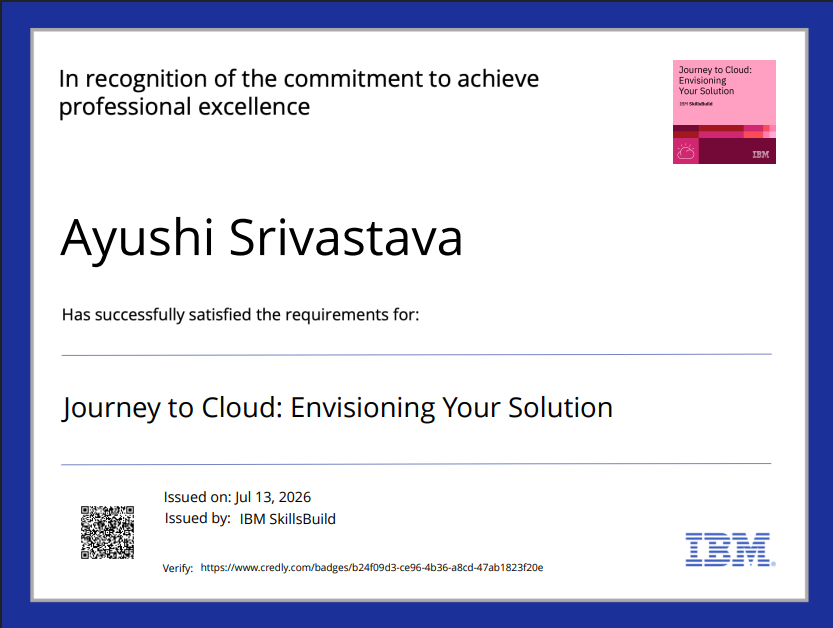 In recognition of the commitment to achieve
professional excellence
Journey to Cloud:
Envisioning
Your Solution
IBM SkillsBuild
IBM
Ayushi Srivastava
Has successfully satisfied the requirements for:
Journey to Cloud: Envisioning Your Solution
Issued on: Jul 13, 2026
Issued by: IBM SkillsBuild
Verify: https://www.credly.com/badges/b24f09d3-ce96-4b36-a8cd-47ab1823f20e
IBM